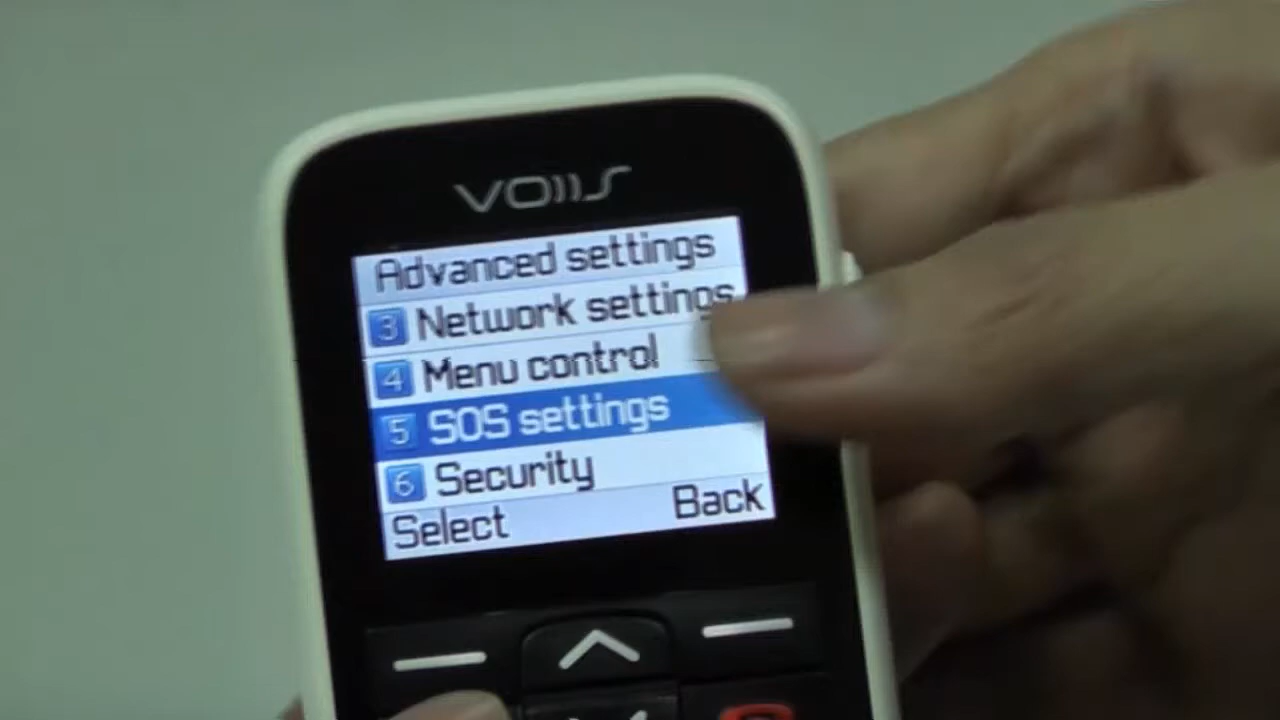 VOIIS
Advanced settings
3 Network settings
4 Menu control
5 SOS settings
6 Security
Select Back